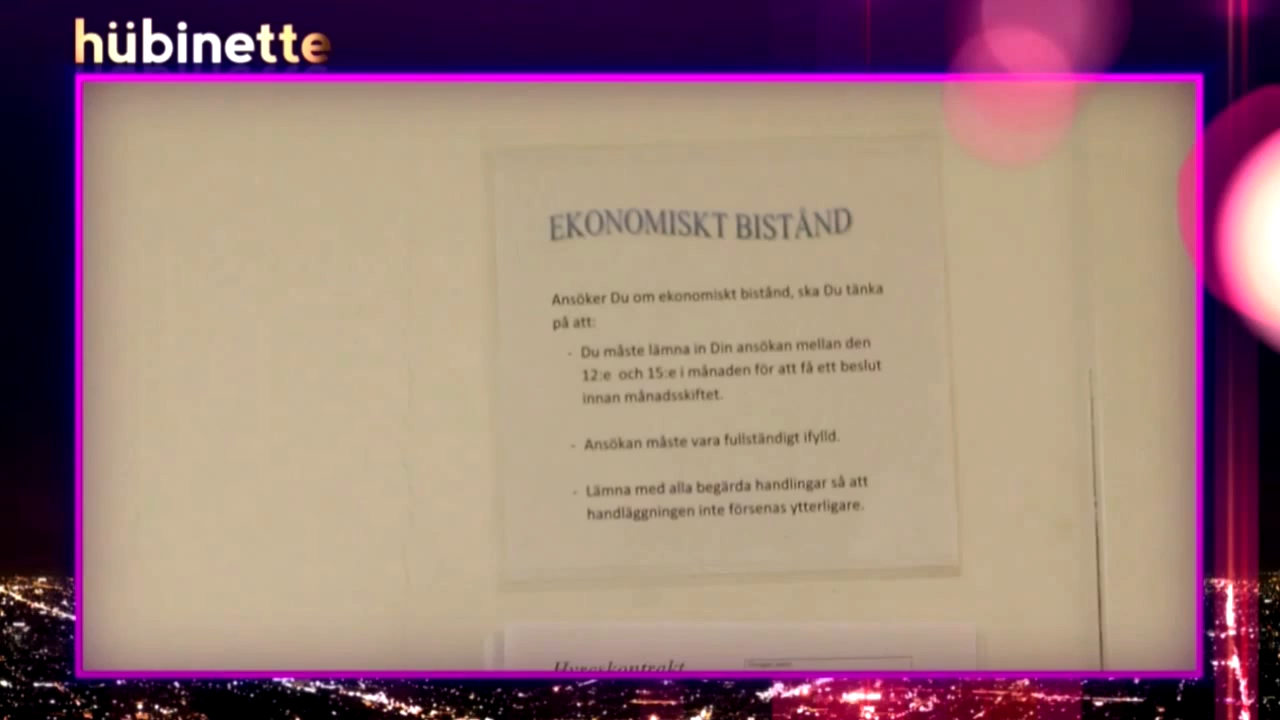 hübinette
EKONOMISKT BISTÅND
Ansöker Du om ekonomiskt bistånd, ska Du tänka
på att:
- Du måste lämna in Din ansökan mellan den
12:e och 15:e i månaden för att få ett beslut
innan månadsskiftet.
- Ansökan måste vara fullständigt ifylld.
- Lämna med alla begärda handlingar så att
handläggningen inte försenas ytterligare.
Hyreskontrakt